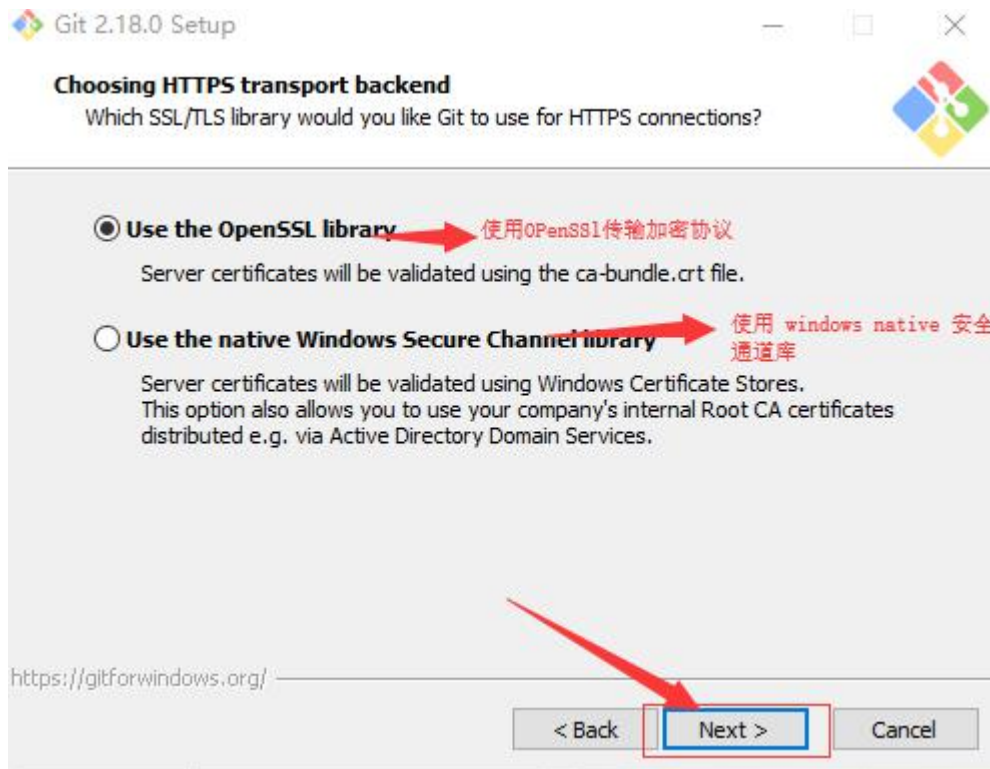 Git 2.18.0 Setup
Choosing HTTPS transport backend
Which SSL/TLS library would you like Git to use for HTTPS connections?
Use the OpenSSL library
使用OPenSSl传输加密协议
Server certificates will be validated using the ca-bundle.crt file.
Use the native Windows Secure Channel library
使用 windows native 安全
通道库
Server certificates will be validated using Windows Certificate Stores.
This option also allows you to use your company's internal Root CA certificates
distributed e.g. via Active Directory Domain Services.
https://gitforwindows.org/
< Back
Next >
Cancel